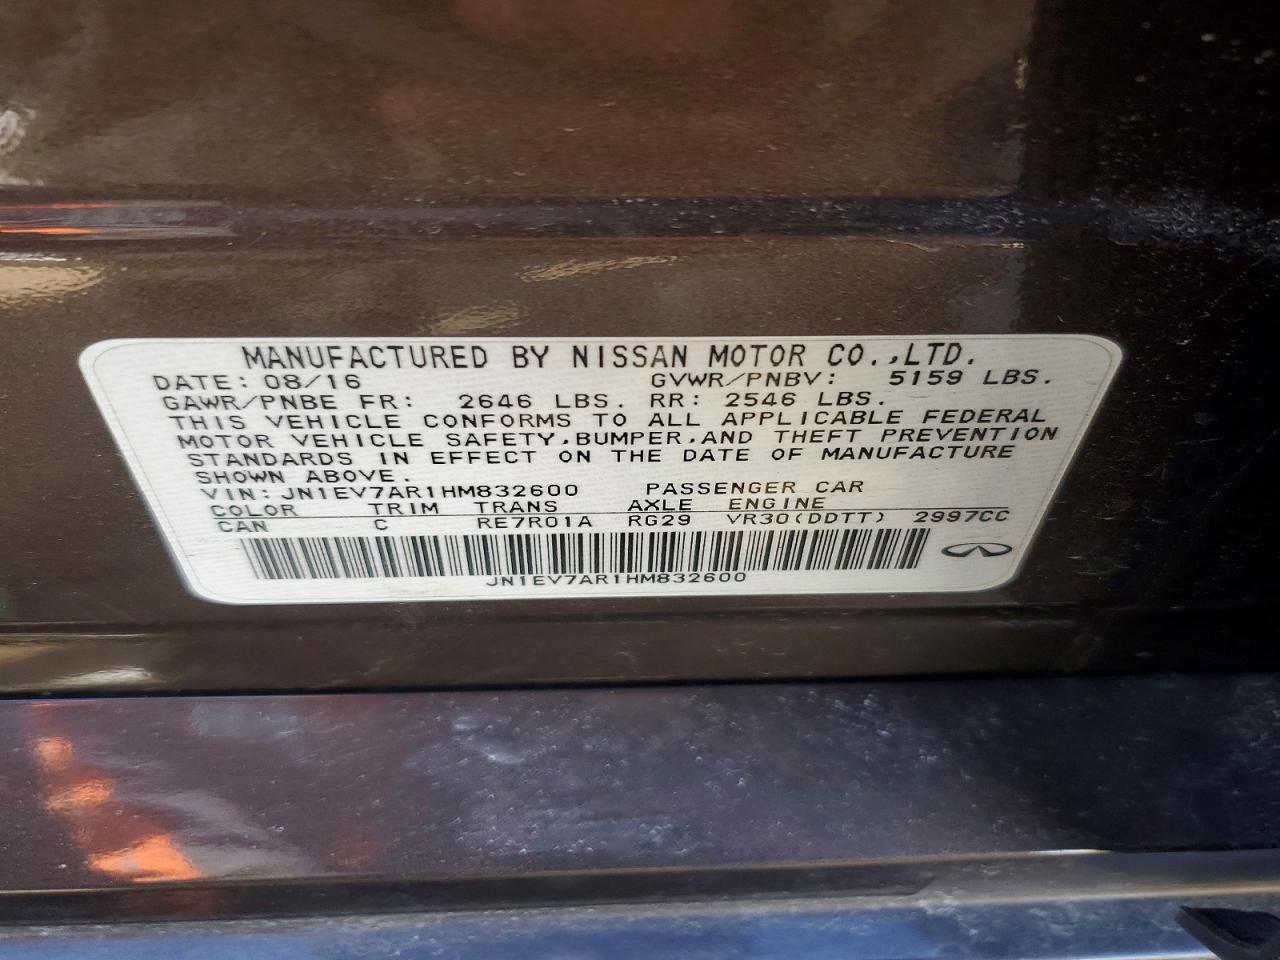 MANUFACTURED BY NISSAN MOTOR CO.,LTD.
DATE: 08/16 GVWR/PNBV: 5159 LBS.
GAWR/PNBE FR: 2646 LBS. RR: 2546 LBS.
THIS VEHICLE CONFORMS TO ALL APPLICABLE FEDERAL
MOTOR VEHICLE SAFETY,BUMPER,AND THEFT PREVENTION
STANDARDS IN EFFECT ON THE DATE OF MANUFACTURE
SHOWN ABOVE.
VIN: JN1EV7AR1HM832600 PASSENGER CAR
COLOR TRIM TRANS AXLE ENGINE
CAN C RE7R01A RG29 VR30(DDTT) 2997CC
JN1EV7AR1HM832600